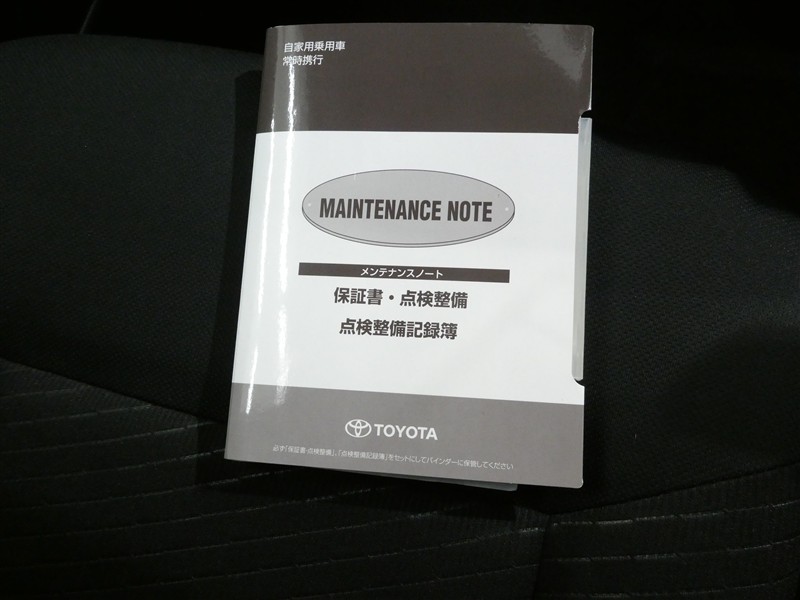 自家用乗用車
常時携行
MAINTENANCE NOTE
メンテナンスノート
保証書・点検整備
点検整備記録簿
TOYOTA
必ず「保証書・点検整備」、「点検整備記録簿」をセットにしてバインダーに保管してください